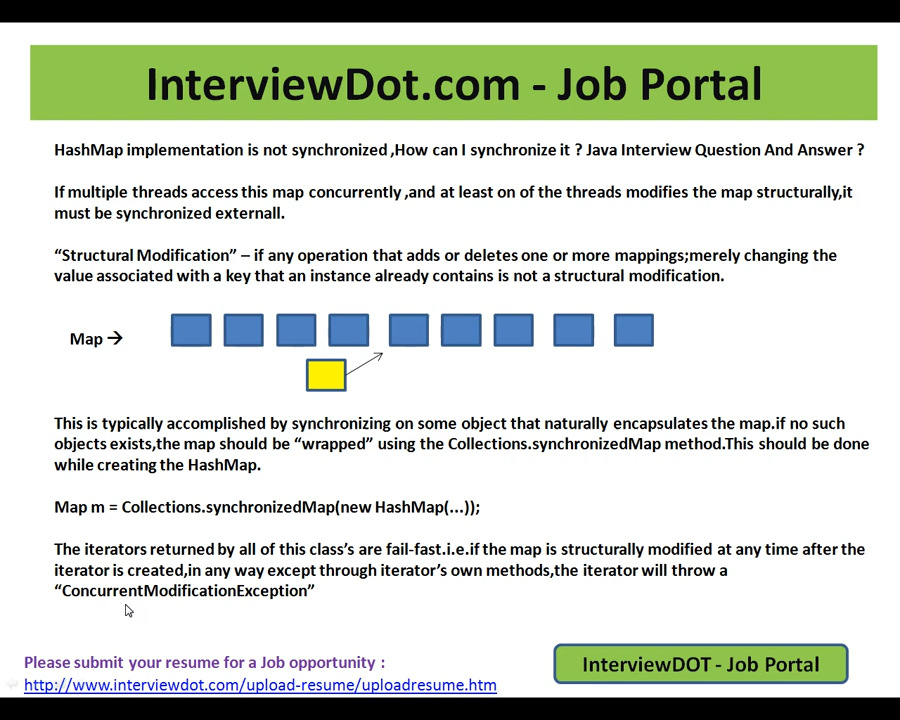 InterviewDot.com - Job Portal
HashMap implementation is not synchronized ,How can I synchronize it ? Java Interview Question And Answer ?
If multiple threads access this map concurrently ,and at least on of the threads modifies the map structurally,it
must be synchronized externall.
“Structural Modification” – if any operation that adds or deletes one or more mappings;merely changing the
value associated with a key that an instance already contains is not a structural modification.
Map →
This is typically accomplished by synchronizing on some object that naturally encapsulates the map.if no such
objects exists,the map should be “wrapped” using the Collections.synchronizedMap method.This should be done
while creating the HashMap.
Map m = Collections.synchronizedMap(new HashMap(...));
The iterators returned by all of this class’s are fail-fast.i.e.if the map is structurally modified at any time after the
iterator is created,in any way except through iterator’s own methods,the iterator will throw a
“ConcurrentModificationException”
Please submit your resume for a Job opportunity :
http://www.interviewdot.com/upload-resume/uploadresume.htm
InterviewDOT - Job Portal